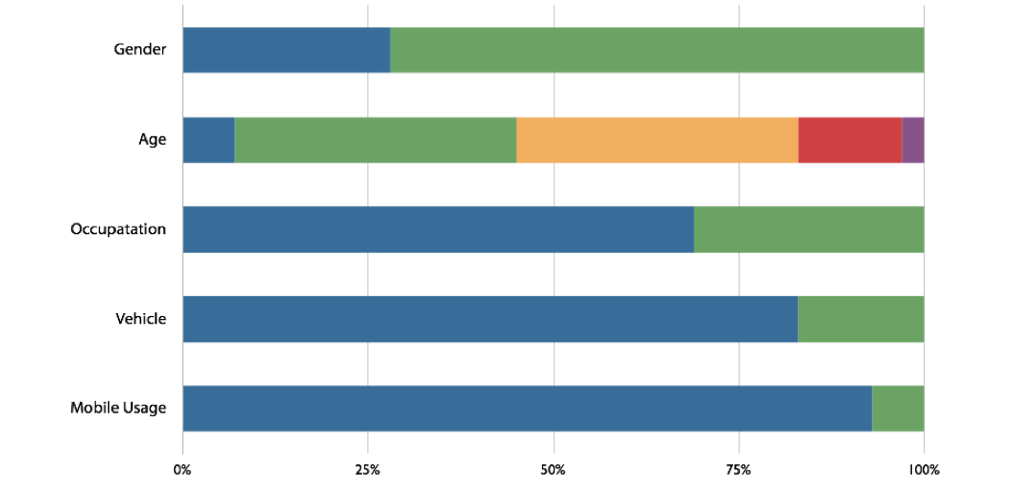 Gender
Age
Occupatation
Vehicle
Mobile Usage
0% 25% 50% 75% 100%